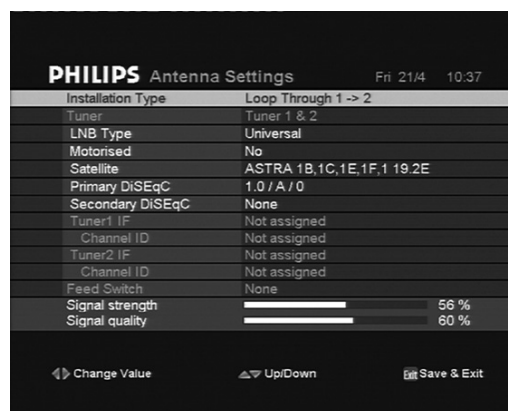 PHILIPS Antenna Settings Fri 21/4 10:37
Installation Type Loop Through 1 -> 2
Tuner Tuner 1 & 2
LNB Type Universal
Motorised No
Satellite ASTRA 1B,1C,1E,1F,1 19.2E
Primary DiSEqC 1.0 / A / 0
Secondary DiSEqC None
Tuner1 IF Not assigned
Channel ID Not assigned
Tuner2 IF Not assigned
Channel ID Not assigned
Feed Switch None
Signal strength 56 %
Signal quality 60 %
Change Value Up/Down Exit Save & Exit